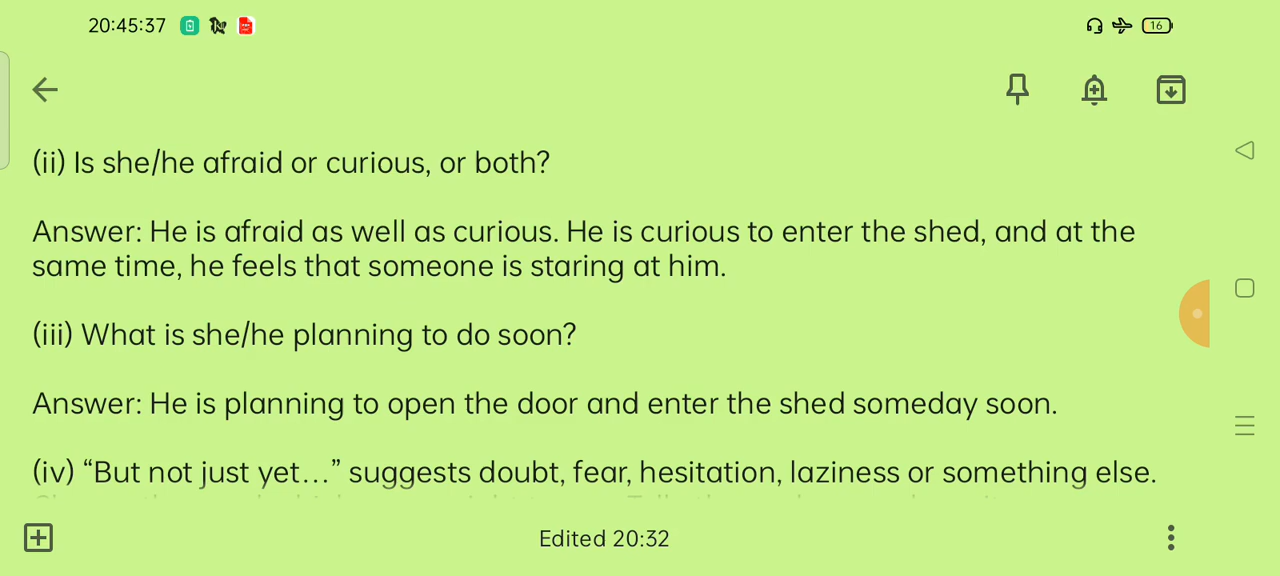 20:45:37
16
(ii) Is she/he afraid or curious, or both?
Answer: He is afraid as well as curious. He is curious to enter the shed, and at the
same time, he feels that someone is staring at him.
(iii) What is she/he planning to do soon?
Answer: He is planning to open the door and enter the shed someday soon.
(iv) “But not just yet...” suggests doubt, fear, hesitation, laziness or something else.
Edited 20:32